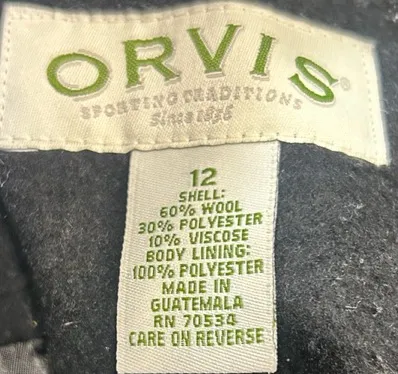 ORVIS®
SPORTING TRADITIONS
Since 1856
12
SHELL:
60% WOOL
30% POLYESTER
10% VISCOSE
BODY LINING:
100% POLYESTER
MADE IN
GUATEMALA
RN 70534
CARE ON REVERSE